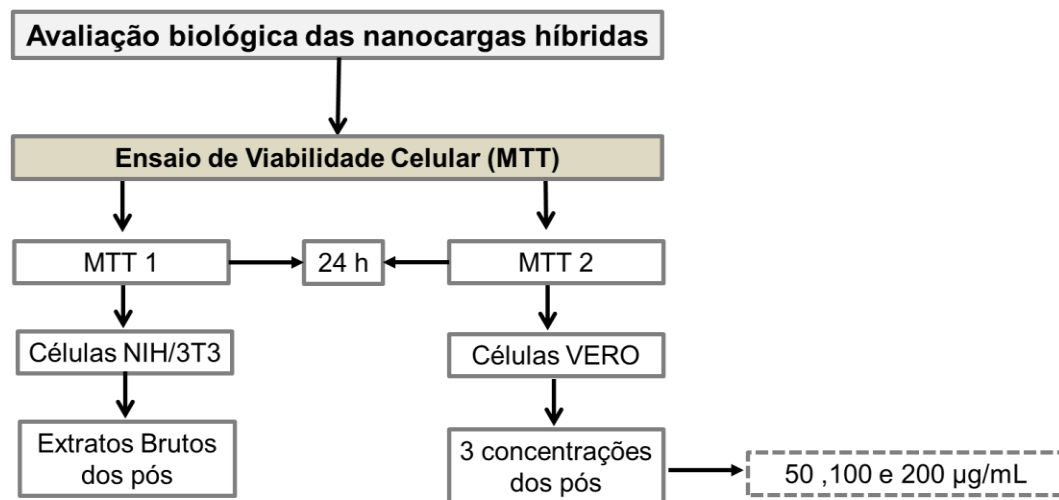 Avaliação biológica das nanocargas híbridas
Ensaio de Viabilidade Celular (MTT)
MTT 1
24 h
MTT 2
Células NIH/3T3
Células VERO
Extratos Brutos
dos pós
3 concentrações
dos pós
50 ,100 e 200 µg/mL